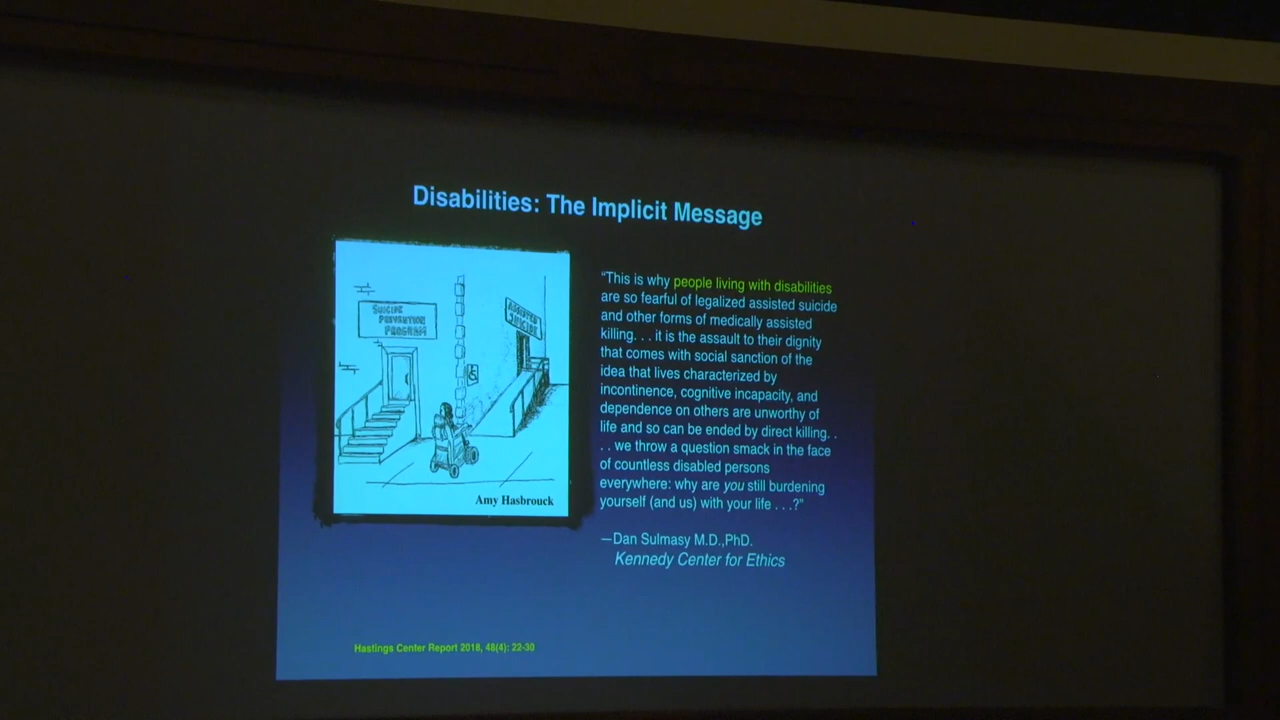 Disabilities: The Implicit Message
SUICIDE
PREVENTION
PROGRAM
ASSISTED
SUICIDE
Amy Hasbrouck
“This is why people living with disabilities
are so fearful of legalized assisted suicide
and other forms of medically assisted
killing. . . it is the assault to their dignity
that comes with social sanction of the
idea that lives characterized by
incontinence, cognitive incapacity, and
dependence on others are unworthy of
life and so can be ended by direct killing. .
. . we throw a question smack in the face
of countless disabled persons
everywhere: why are you still burdening
yourself (and us) with your life . . .?”
—Dan Sulmasy M.D.,PhD.
Kennedy Center for Ethics
Hastings Center Report 2018, 48(4): 22-30